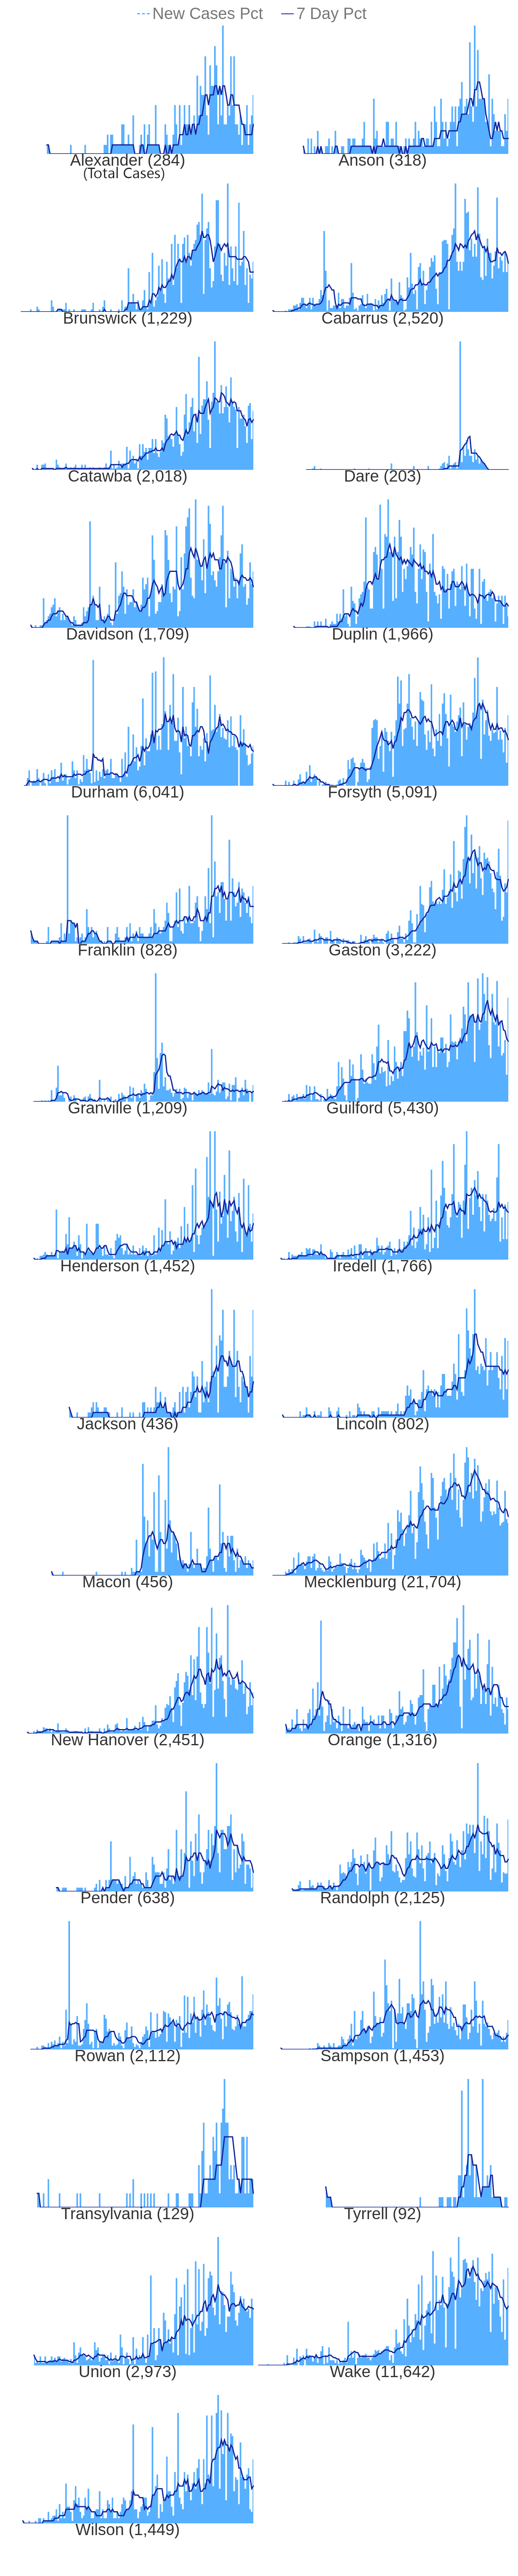 New Cases Pct 7 Day Pct
Alexander (284) Anson (318)
(Total Cases)
Brunswick (1,229) Cabarrus (2,520)
Catawba (2,018) Dare (203)
Davidson (1,709) Duplin (1,966)
Durham (6,041) Forsyth (5,091)
Franklin (828) Gaston (3,222)
Granville (1,209) Guilford (5,430)
Henderson (1,452) Iredell (1,766)
Jackson (436) Lincoln (802)
Macon (456) Mecklenburg (21,704)
New Hanover (2,451) Orange (1,316)
Pender (638) Randolph (2,125)
Rowan (2,112) Sampson (1,453)
Transylvania (129) Tyrrell (92)
Union (2,973) Wake (11,642)
Wilson (1,449)